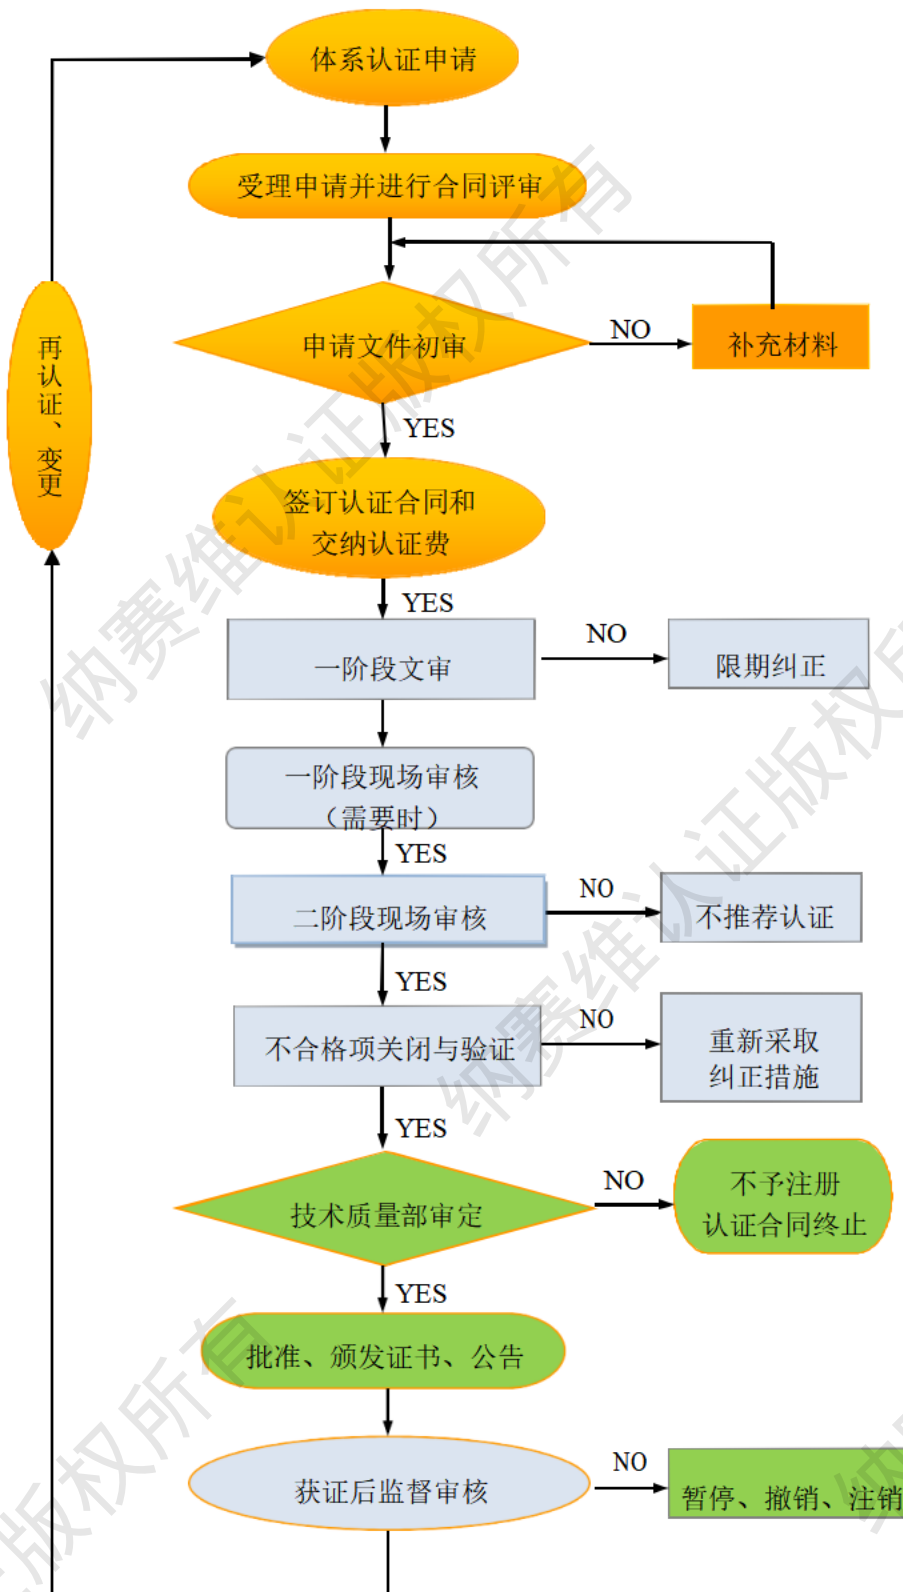 体系认证申请
受理申请并进行合同评审
申请文件初审
NO
补充材料
再认证、变更
YES
签订认证合同和
交纳认证费
YES
一阶段文审
NO
限期纠正
一阶段现场审核
（需要时）
YES
二阶段现场审核
NO
不推荐认证
YES
不合格项关闭与验证
NO
重新采取
纠正措施
YES
技术质量部审定
NO
不予注册
认证合同终止
YES
批准、颁发证书、公告
获证后监督审核
NO
暂停、撤销、注销
纳赛维认证版权所有
纳赛维认证版权所
证版权所有
纳